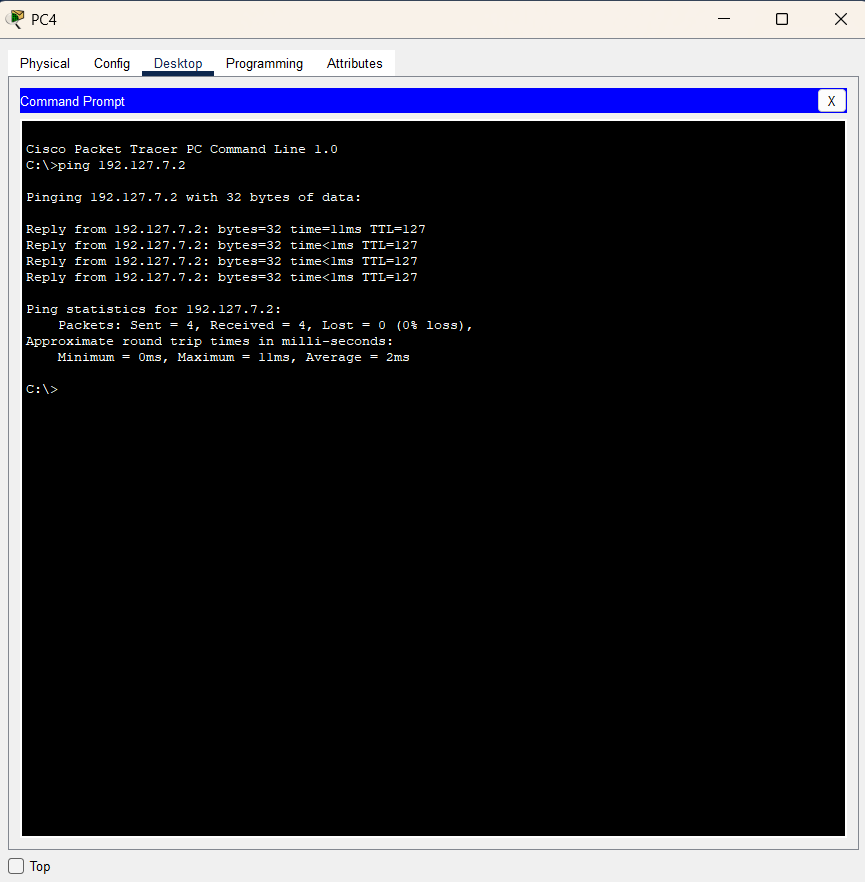 PC4
Physical Config Desktop Programming Attributes
Command Prompt X
Cisco Packet Tracer PC Command Line 1.0
C:\>ping 192.127.7.2
Pinging 192.127.7.2 with 32 bytes of data:
Reply from 192.127.7.2: bytes=32 time=11ms TTL=127
Reply from 192.127.7.2: bytes=32 time<1ms TTL=127
Reply from 192.127.7.2: bytes=32 time<1ms TTL=127
Reply from 192.127.7.2: bytes=32 time<1ms TTL=127
Ping statistics for 192.127.7.2:
    Packets: Sent = 4, Received = 4, Lost = 0 (0% loss),
Approximate round trip times in milli-seconds:
    Minimum = 0ms, Maximum = 11ms, Average = 2ms
C:\>
Top